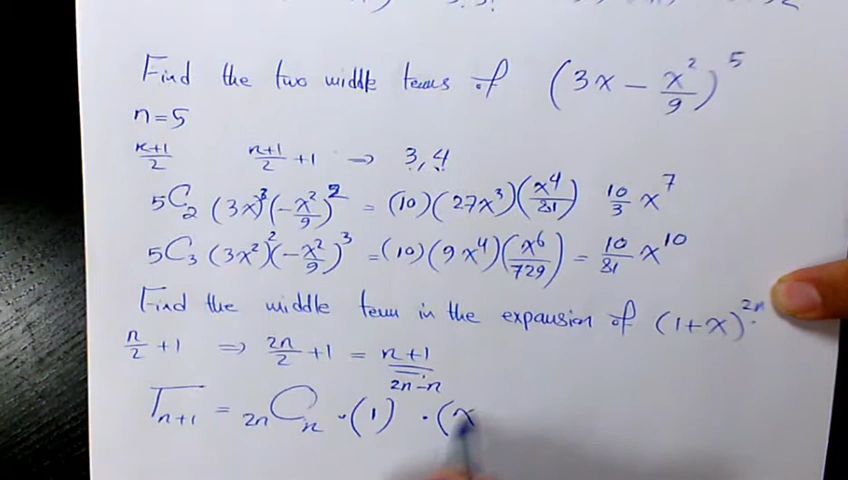 Find the two middle terms of (3x - x²/9)⁵
n=5
n+1/2 n+1/2 +1 → 3,4
5C₂ (3x)³(-x²/9)² = (10)(27x³)(x⁴/81) 10/3 x⁷
5C₃ (3x²)²(-x²/9)³ = (10)(9x⁴)(x⁶/729) = 10/81 x¹⁰
Find the middle term in the expansion of (1+x)²ⁿ.
n/2 +1 ⇒ 2n/2 +1 = n+1
2n-n
Tₙ₊₁ = 2nCₙ · (1) · (x